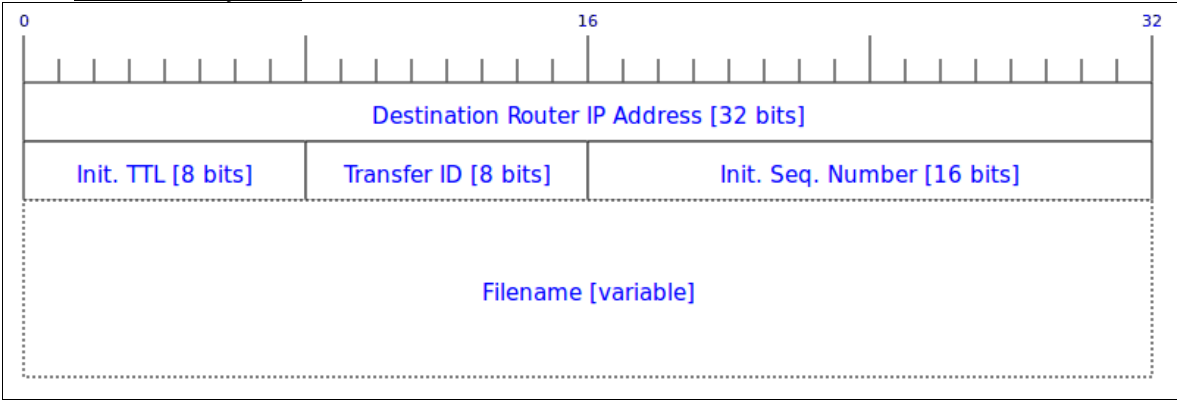 0 16 32
Destination Router IP Address [32 bits]
Init. TTL [8 bits] Transfer ID [8 bits] Init. Seq. Number [16 bits]
Filename [variable]